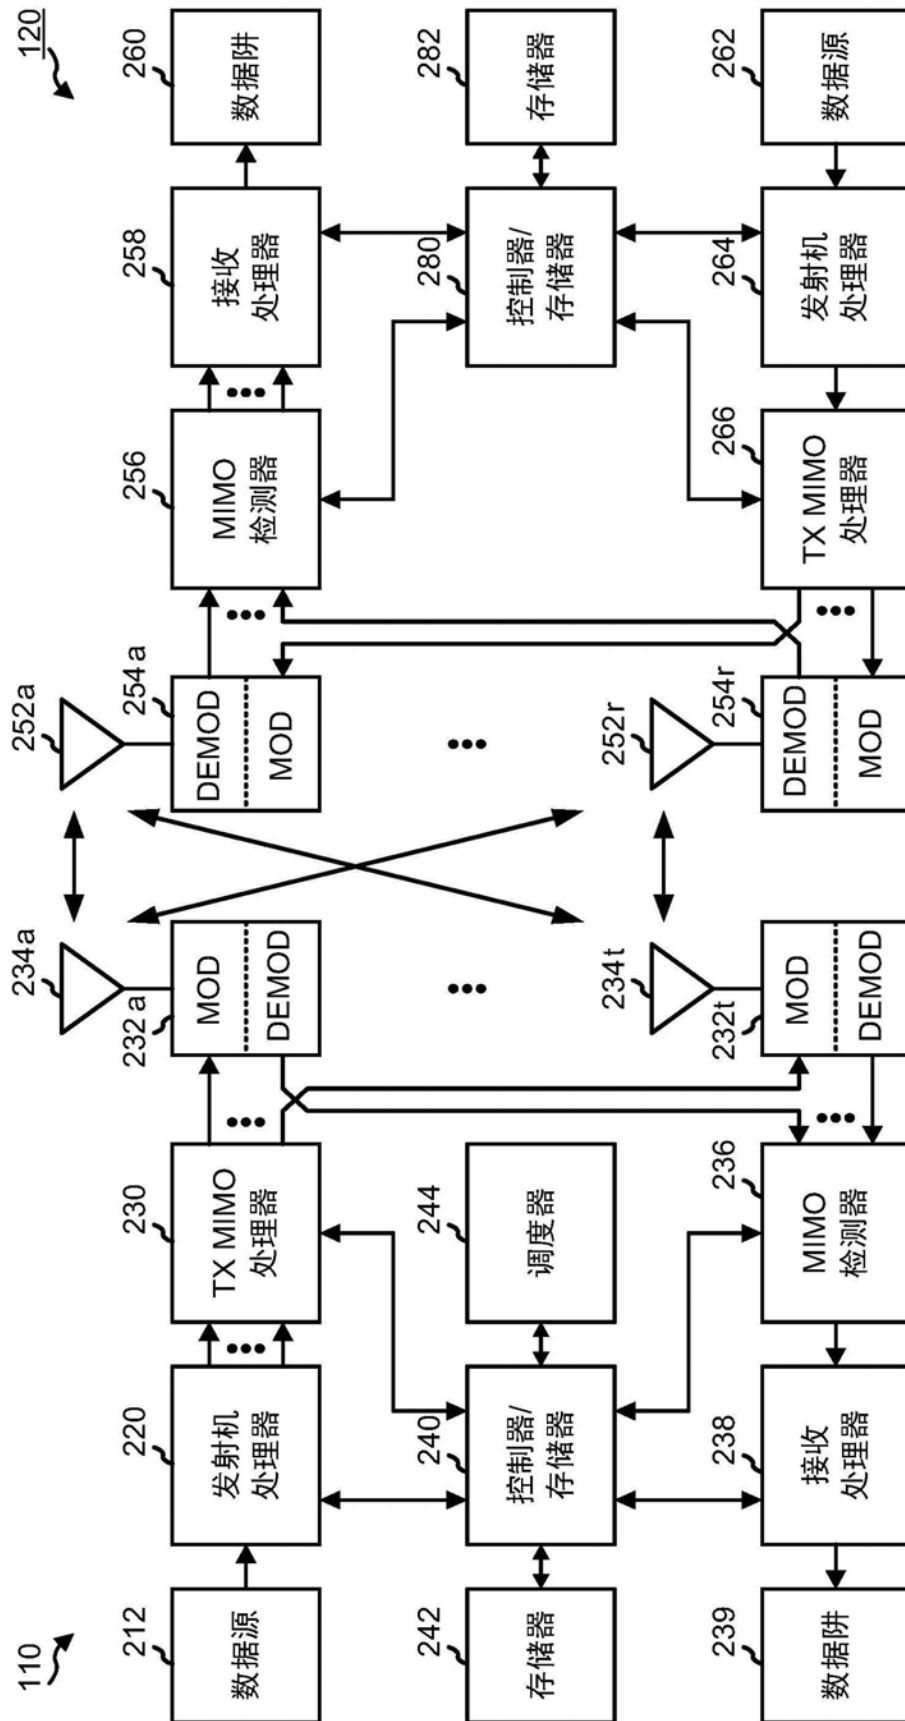 110
120
212
数据源
220
发射机
处理器
230
TX MIMO
处理器
232a
MOD
DEMOD
234a
252a
254a
DEMOD
MOD
256
MIMO
检测器
258
接收
处理器
260
数据阱
242
存储器
240
控制器/
存储器
244
调度器
280
控制器/
存储器
282
存储器
239
数据阱
238
接收
处理器
236
MIMO
检测器
232t
MOD
DEMOD
234t
252r
254r
DEMOD
MOD
266
TX MIMO
处理器
264
发射机
处理器
262
数据源